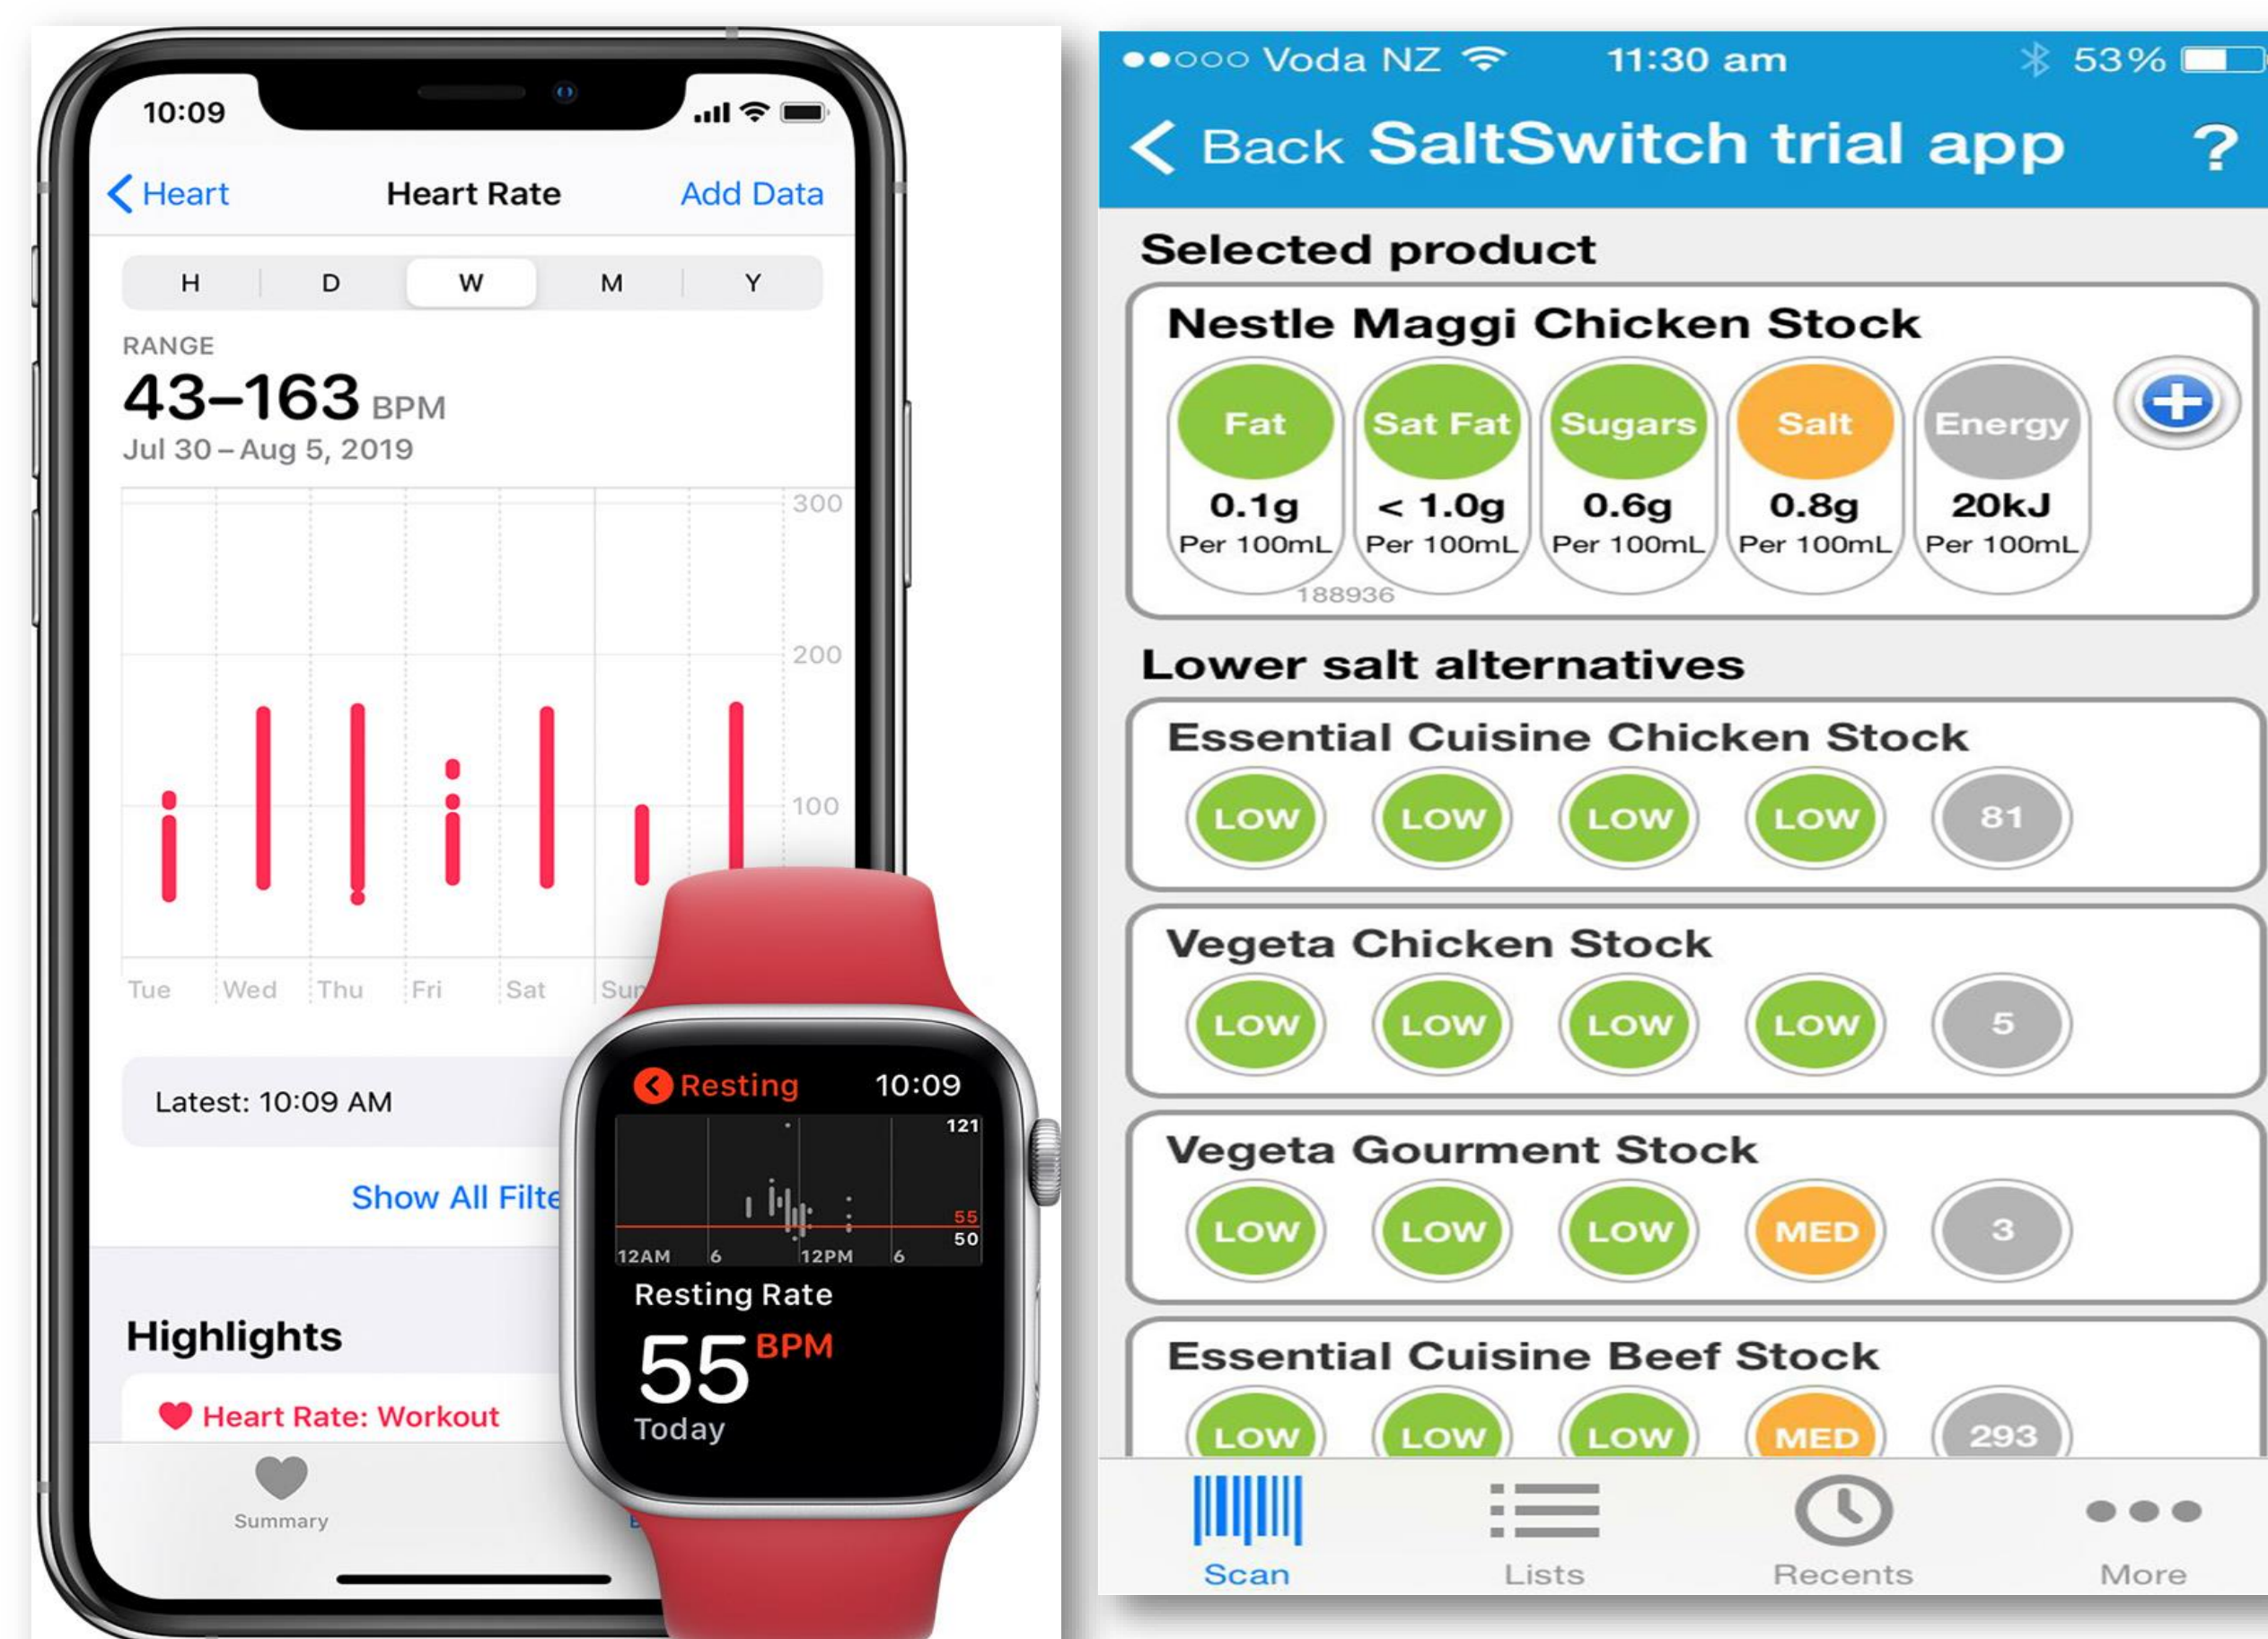 10:09
Heart Heart Rate Add Data
H D W M Y
RANGE
43–163 BPM
Jul 30 – Aug 5, 2019
300
200
100
Tue Wed Thu Fri Sat Sun
Latest: 10:09 AM
Show All Filte
Highlights
Heart Rate: Workout
Summary
Resting 10:09
121
55
50
12AM 6 12PM 6
Resting Rate
55 BPM
Today
Voda NZ 11:30 am 53%
Back SaltSwitch trial app ?
Selected product
Nestle Maggi Chicken Stock
Fat Sat Fat Sugars Salt Energy
0.1g < 1.0g 0.6g 0.8g 20kJ
Per 100mL Per 100mL Per 100mL Per 100mL Per 100mL
188936
Lower salt alternatives
Essential Cuisine Chicken Stock
LOW LOW LOW LOW 81
Vegeta Chicken Stock
LOW LOW LOW LOW 5
Vegeta Gourment Stock
LOW LOW LOW MED 3
Essential Cuisine Beef Stock
LOW LOW LOW MED 293
Scan Lists Recents More